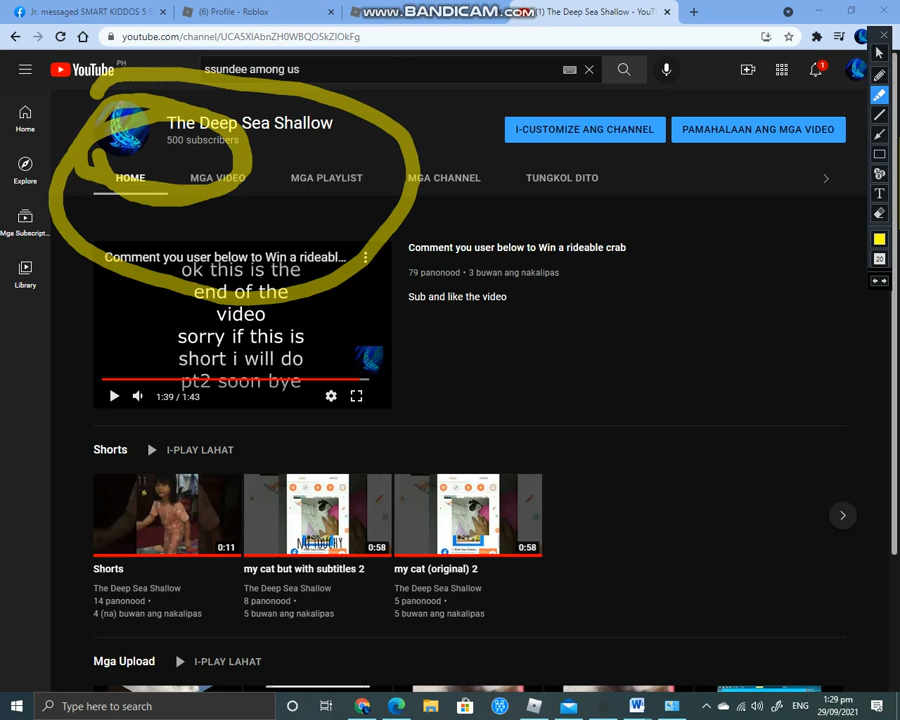 Jr. messaged SMART KIDDOS 5 5
(6) Profile - Roblox
WWW.BANDICAM.COM
(1) The Deep Sea Shallow - YouT
youtube.com/channel/UCA5XIAbnZH0WBQO5kZlOkFg
YouTube PH
ssundee among us
1
Home
Explore
Mga Subscript...
Library
The Deep Sea Shallow
500 subscribers
I-CUSTOMIZE ANG CHANNEL
PAMAHALAAN ANG MGA VIDEO
HOME
MGA VIDEO
MGA PLAYLIST
MGA CHANNEL
TUNGKOL DITO
Comment you user below to Win a rideabl...
ok this is the
end of the
video
sorry if this is
short i will do
pt2 soon bye
1:39 / 1:43
Comment you user below to Win a rideable crab
79 panonood • 3 buwan ang nakalipas
Sub and like the video
Shorts
I-PLAY LAHAT
0:11
0:58
0:58
Shorts
The Deep Sea Shallow
14 panonood •
4 (na) buwan ang nakalipas
my cat but with subtitles 2
The Deep Sea Shallow
8 panonood •
5 buwan ang nakalipas
my cat (original) 2
The Deep Sea Shallow
5 panonood •
5 buwan ang nakalipas
Mga Upload
I-PLAY LAHAT
T
20
Type here to search
ENG
1:29 pm
29/09/2021